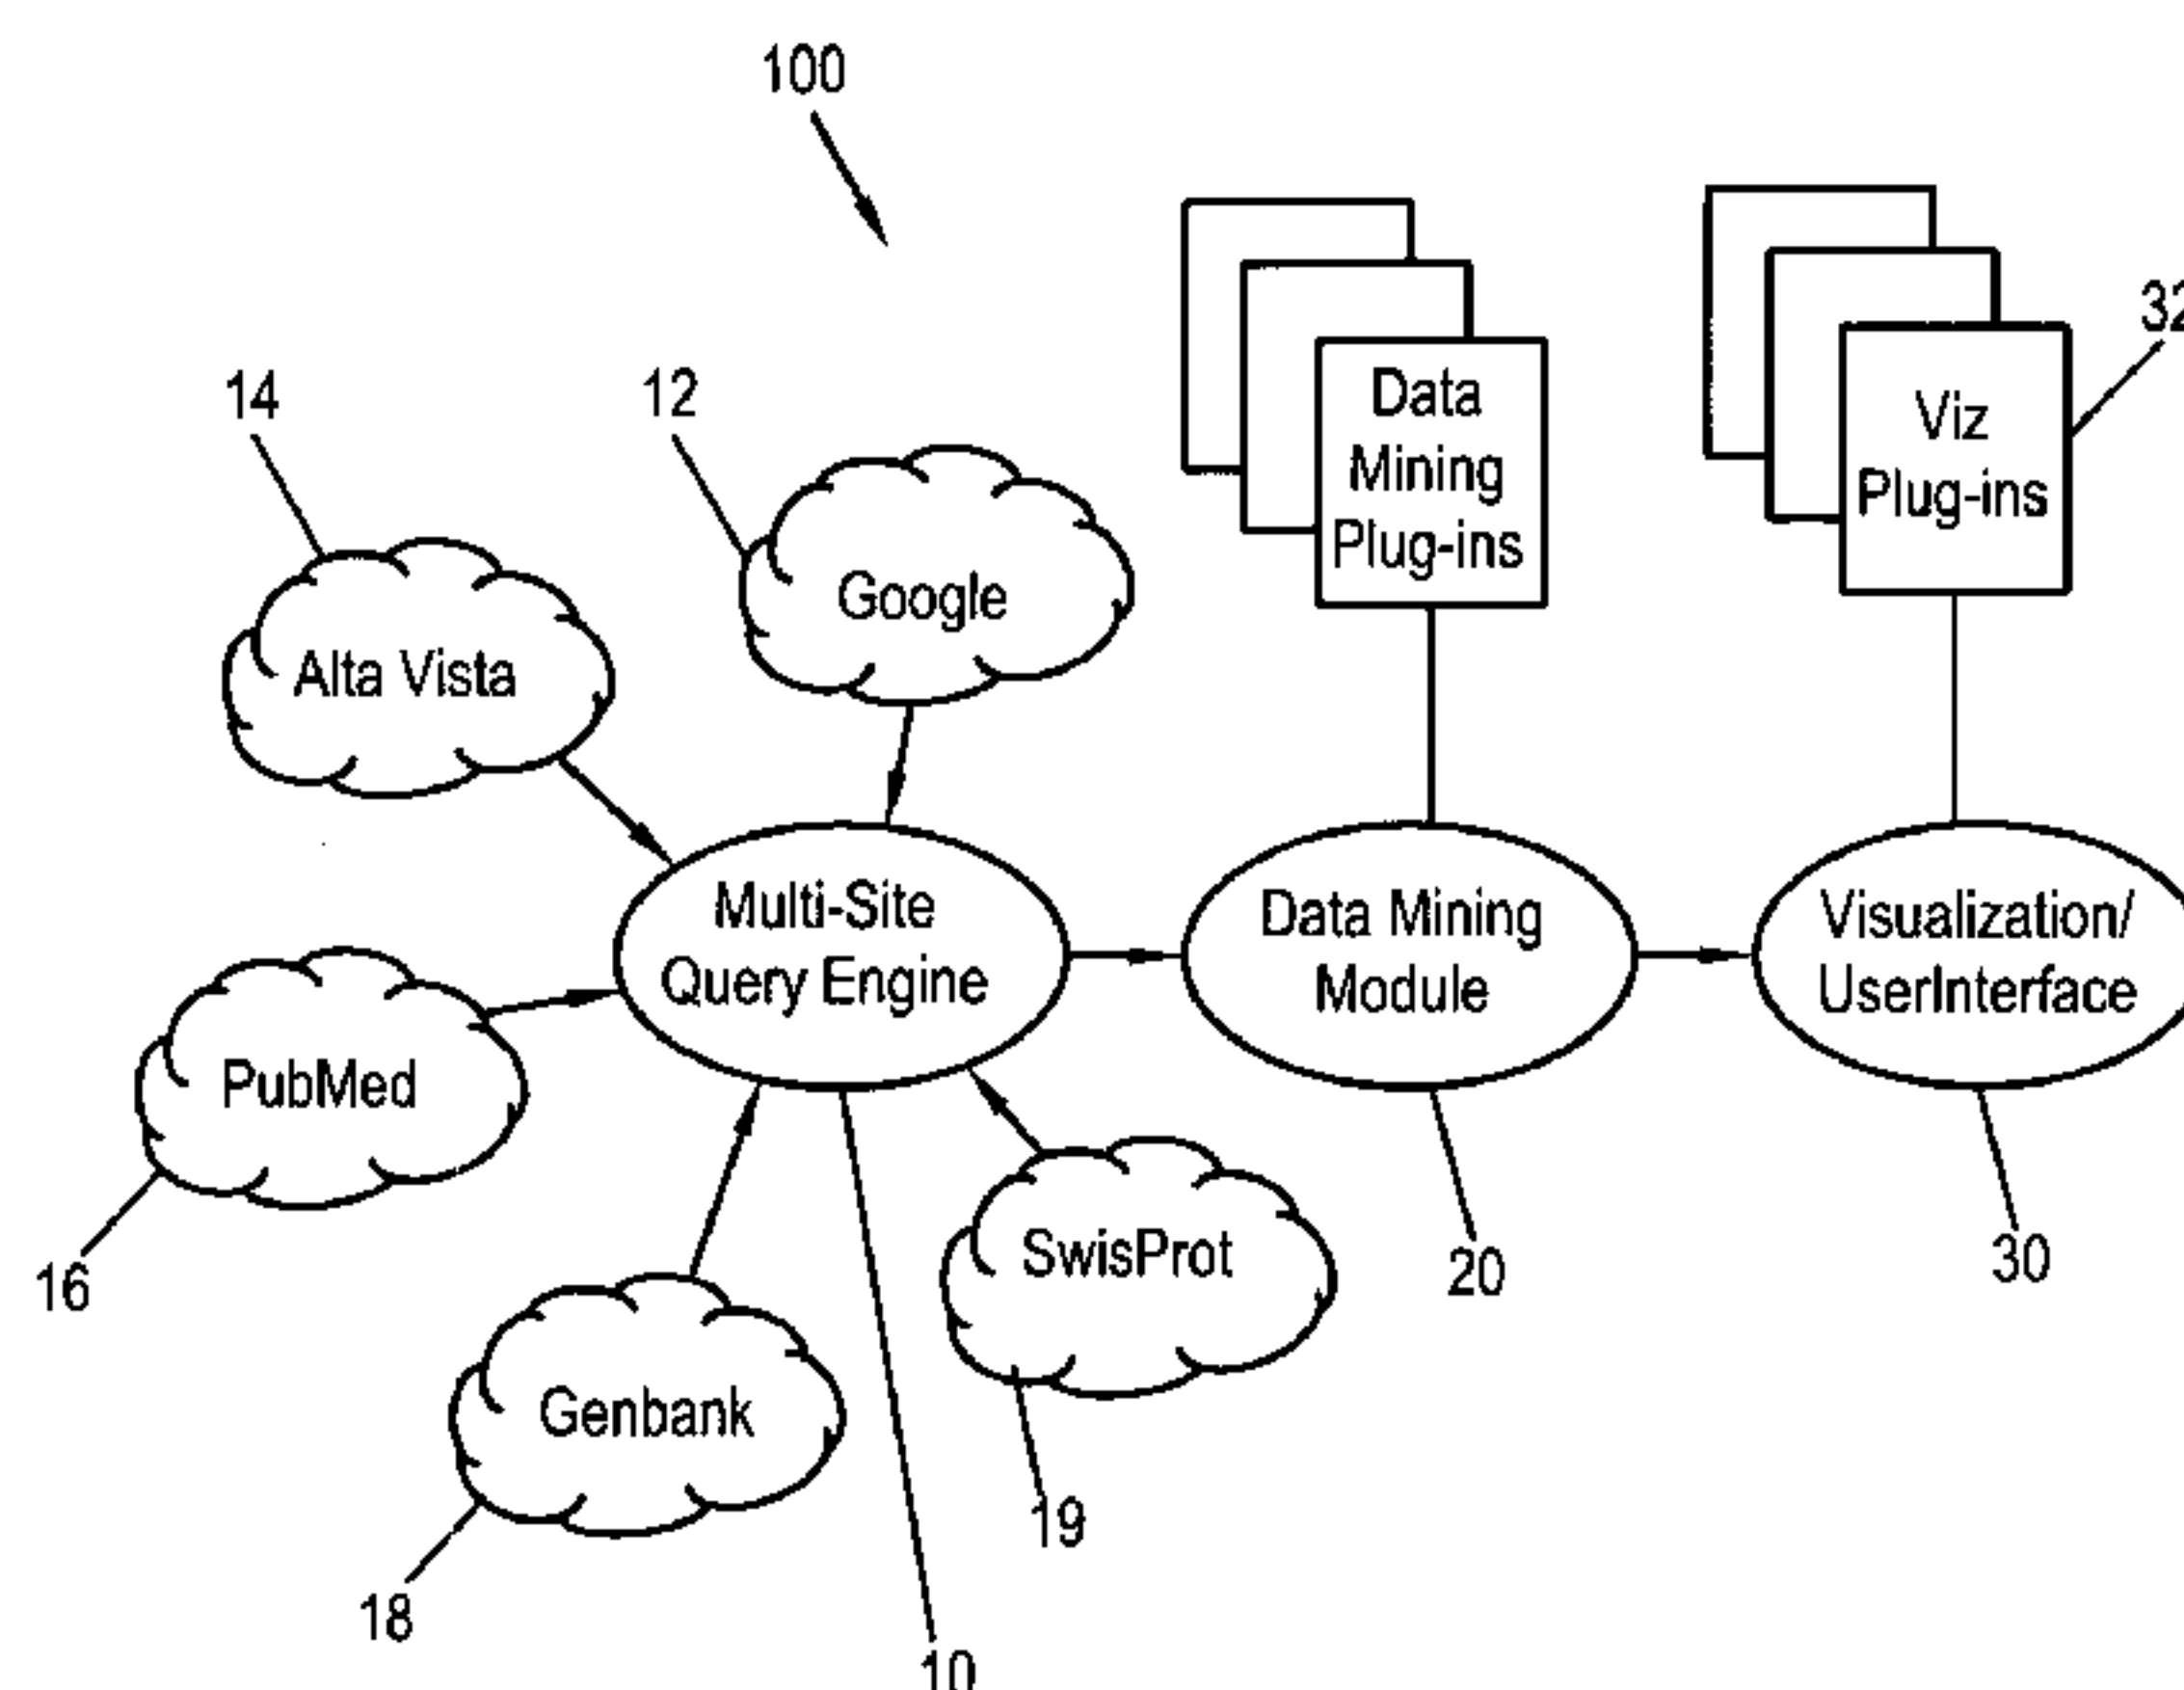 100
32
14
12
Data
Mining
Plug-ins
Viz
Plug-ins
Google
Alta Vista
Multi-Site
Query Engine
Data Mining
Module
Visualization/
UserInterface
PubMed
SwisProt
16
20
30
Genbank
19
18
10